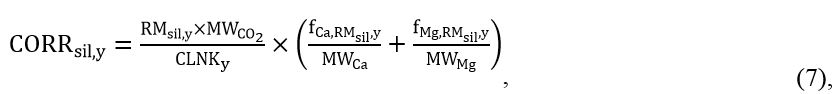 CORR_sil,y = (RM_sil,y×MW_CO₂)/(CLNK_y) × (f_Ca,RM_sil,y/MW_Ca + f_Mg,RM_sil,y/MW_Mg), (7),